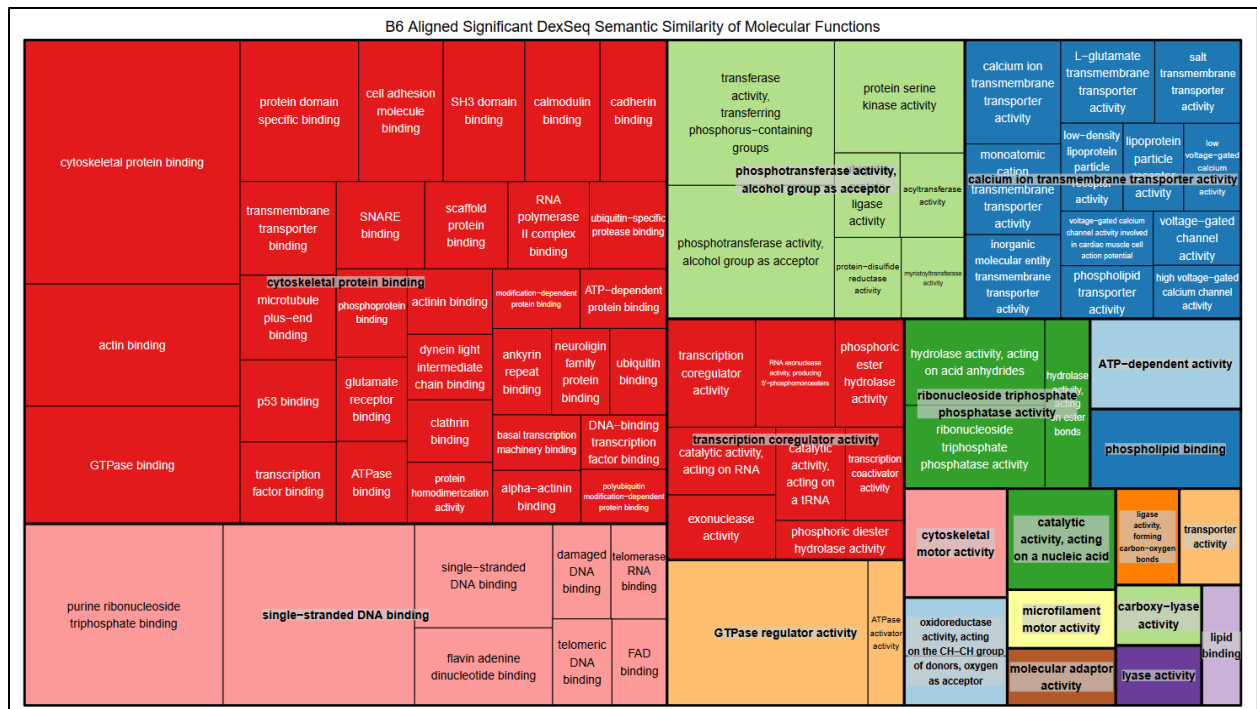 B6 Aligned Significant DexSeq Semantic Similarity of Molecular Functions
cytoskeletal protein binding
protein domain
specific binding
cell adhesion
molecule
binding
SH3 domain
binding
calmodulin
binding
cadherin
binding
transmembrane
transporter
binding
SNARE
binding
scaffold
protein
binding
RNA
polymerase
II complex
binding
ubiquitin−specific
protease binding
cytoskeletal protein binding
microtubule
plus−end
binding
phosphoprotein
binding
actinin binding
modification−dependent
protein binding
ATP−dependent
protein binding
actin binding
dynein light
intermediate
chain binding
ankyrin
repeat
binding
neuroligin
family
protein
binding
ubiquitin
binding
p53 binding
glutamate
receptor
binding
clathrin
binding
basal transcription
machinery binding
DNA−binding
transcription
factor binding
GTPase binding
transcription
factor binding
ATPase
binding
protein
homodimerization
activity
alpha−actinin
binding
polyubiquitin
modification−dependent
protein binding
purine ribonucleoside
triphosphate binding
single−stranded DNA binding
single−stranded
DNA binding
flavin adenine
dinucleotide binding
damaged
DNA
binding
telomerase
RNA
binding
telomeric
DNA
binding
FAD
binding
transferase
activity,
transferring
phosphorus−containing
groups
protein serine
kinase activity
phosphotransferase activity,
alcohol group as acceptor
ligase
activity
acyltransferase
activity
phosphotransferase activity,
alcohol group as acceptor
protein−disulfide
reductase
activity
myristoyltransferase
activity
calcium ion
transmembrane
transporter
activity
L−glutamate
transmembrane
transporter
activity
salt
transmembrane
transporter
activity
monoatomic
cation
transmembrane
transporter
activity
low−density
lipoprotein
particle
receptor
activity
lipoprotein
particle
receptor
activity
low
voltage−gated
calcium
activity
calcium ion transmembrane transporter activity
inorganic
molecular entity
transmembrane
transporter
activity
voltage−gated calcium
channel activity involved
in cardiac muscle cell
action potential
voltage−gated
channel
activity
phospholipid
transporter
activity
high voltage−gated
calcium channel
activity
transcription
coregulator
activity
RNA exonuclease
activity, producing
5'−phosphomonoesters
phosphoric
ester
hydrolase
activity
transcription coregulator activity
catalytic activity,
acting on RNA
catalytic
activity,
acting on
a tRNA
transcription
coactivator
activity
exonuclease
activity
phosphoric diester
hydrolase activity
GTPase regulator activity
ATPase
activator
activity
hydrolase activity, acting
on acid anhydrides
hydrolase
activity,
acting
on ester
bonds
ribonucleoside triphosphate
phosphatase activity
ribonucleoside
triphosphate
phosphatase activity
ATP−dependent activity
phospholipid binding
cytoskeletal
motor activity
catalytic
activity, acting
on a nucleic acid
ligase
activity,
forming
carbon−oxygen
bonds
transporter
activity
oxidoreductase
activity, acting
on the CH−CH group
of donors, oxygen
as acceptor
microfilament
motor activity
carboxy−lyase
activity
lipid
binding
molecular adaptor
activity
lyase activity